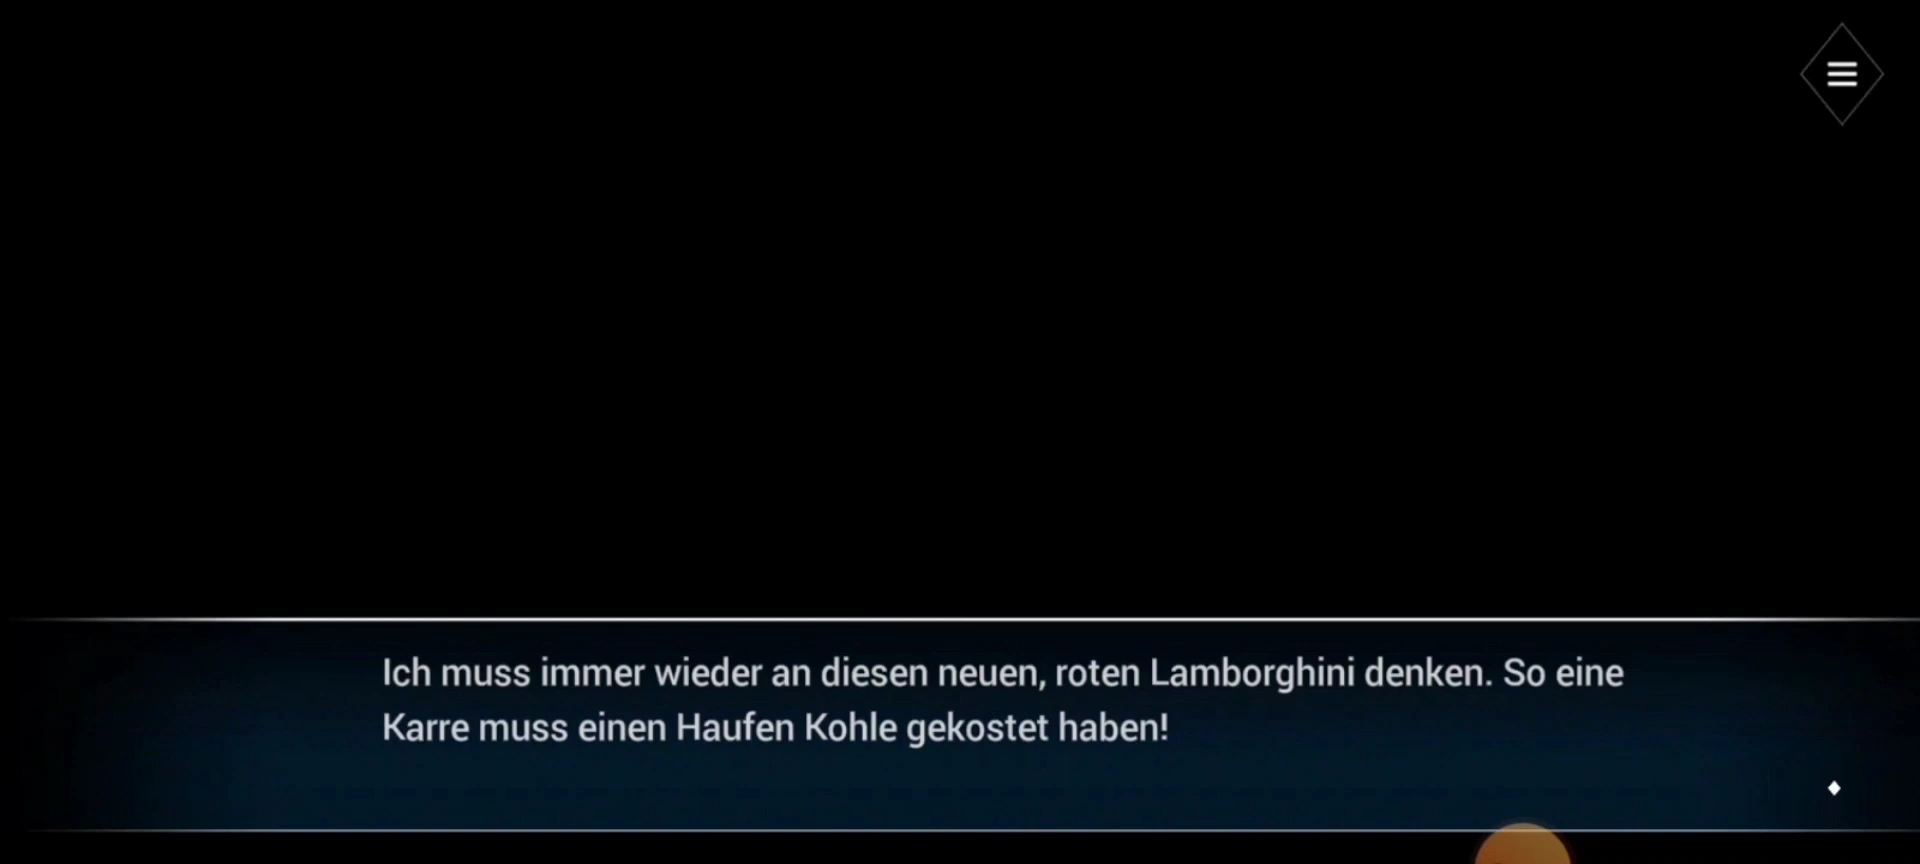 Ich muss immer wieder an diesen neuen, roten Lamborghini denken. So eine
Karre muss einen Haufen Kohle gekostet haben!